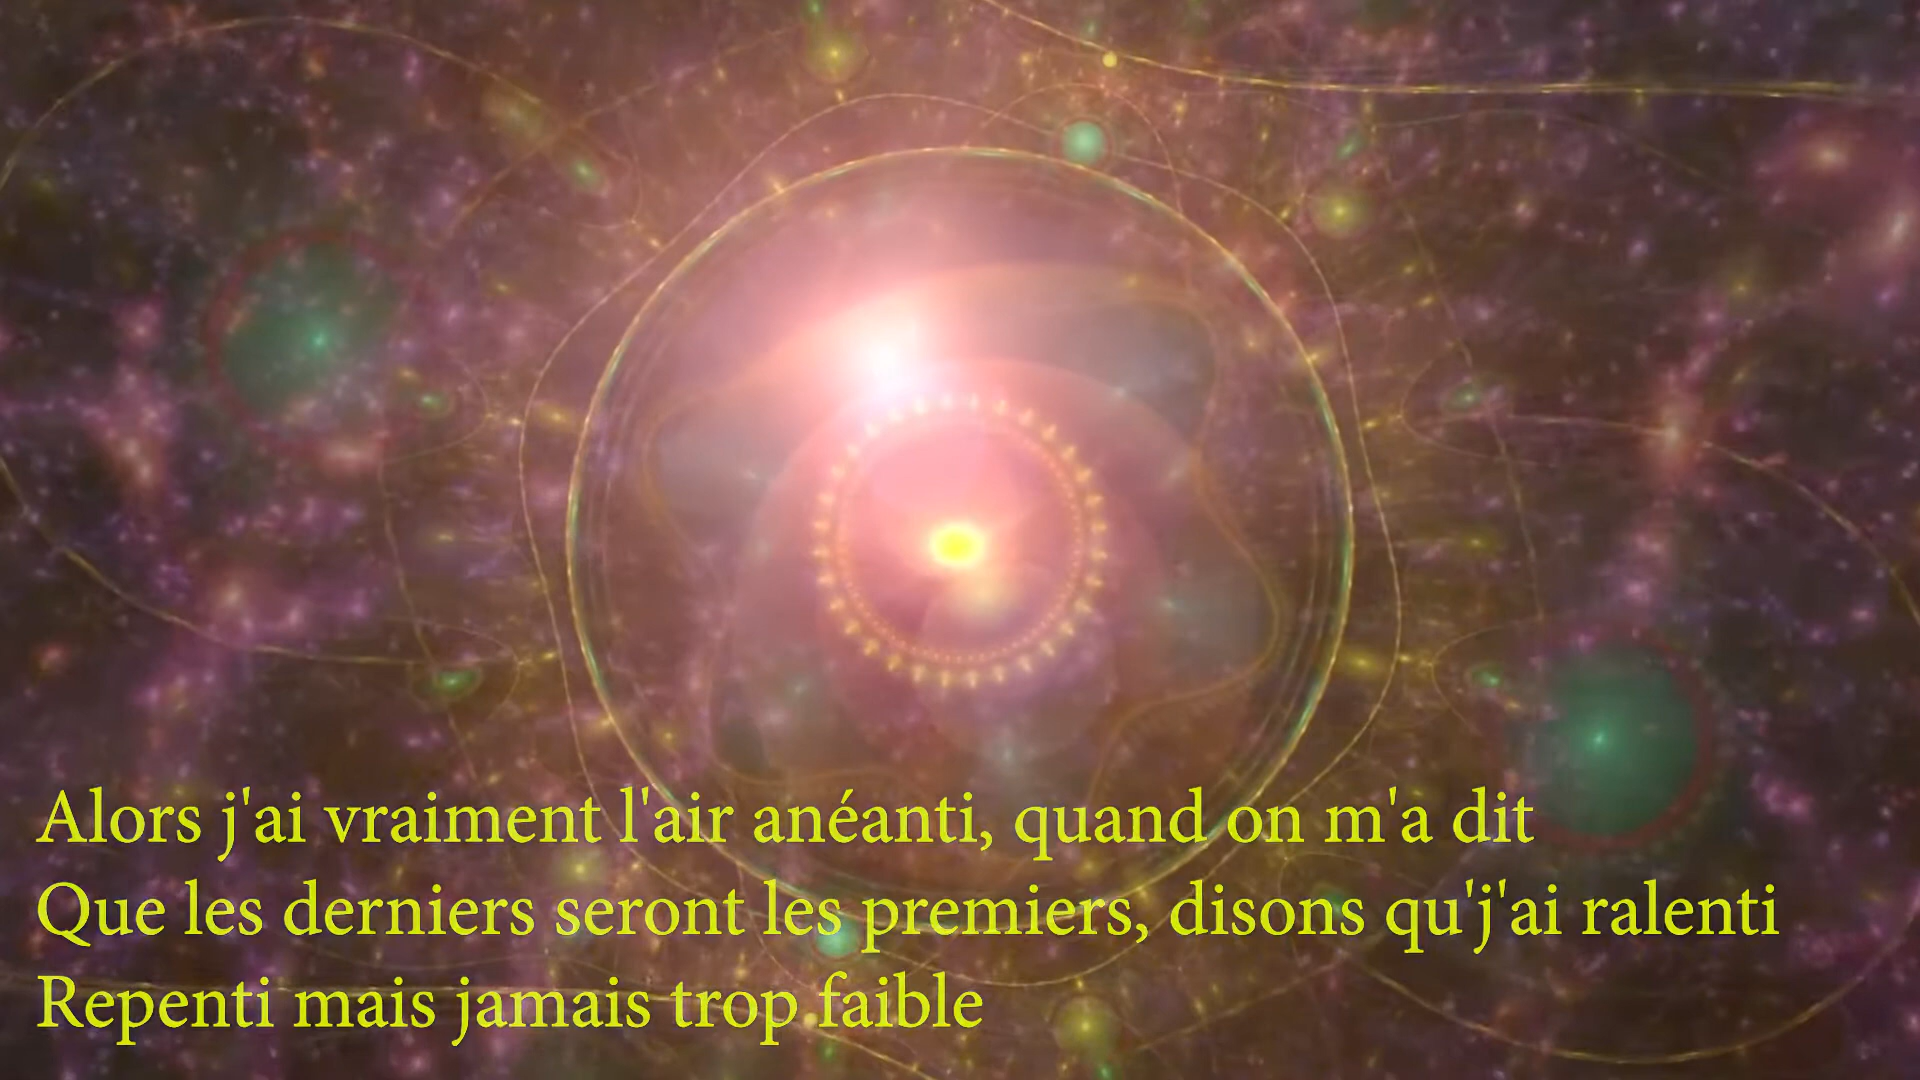 Alors j'ai vraiment l'air anéanti, quand on m'a dit
Que les derniers seront les premiers, disons qu'j'ai ralenti
Repenti mais jamais trop faible